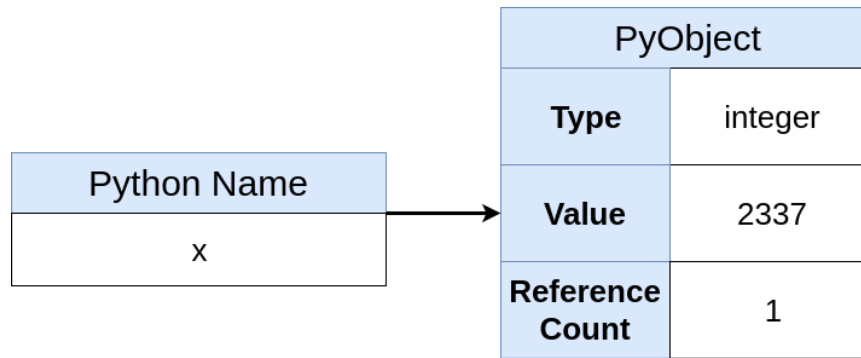 Python Name
x
PyObject
Type
integer
Value
2337
Reference
Count
1